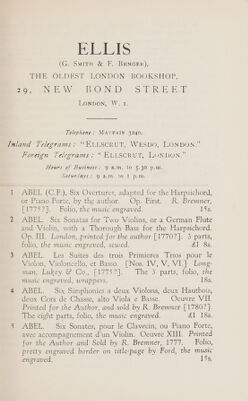 ELLIS
(G. Smith & F. Benger),
THE OLDEST LONDON BOOKSHOP,
29, NEW BOND STREET
London, W. 1.
Telephone: Mayfair 3240.
Inland Telegrams: "Ellscrut, Wesdo, London."
Foreign Telegrams: "Ellscrut, London."
Hours of Business: 9 a.m. to 5.30 p.m.
Saturdays: 9 a.m. to 1 p.m.
1 ABEL (C.F.), Six Overtures, adapted for the Harpsichord,
or Piano Forte, by the author. Op. First. R. Bremner,
[1775?]. Folio, the music engraved. 15s.
2 ABEL. Six Sonatas for Two Violins, or a German Flute
and Violin, with a Thorough Bass for the Harpsichord.
Op. III. London, printed for the author [1770?]. 3 parts,
folio, the music engraved, sewed. £1 8s.
3 ABEL. Les Suites des trois Primieres Trios pour le
Violon, Violoncello, et Basso. [Nos. IV, V, VI.] Long-
man, Lukey & Co., [1775?]. The 3 parts, folio, the
music engraved, wrappers. 18s.
4 ABEL. Six Simphonies a deux Violons, deux Hautbois,
deux Cors de Chasse, alto Viola e Basse. Oeuvre VII.
Printed for the Author, and sold by R. Bremner [1780?].
The eight parts, folio, the music engraved. £1 18s.
5 ABEL. Six Sonates, pour le Clavecin, ou Piano Forte,
avec accompagnement d'un Violin. Oeuvre XIII. Printed
for the Author and Sold by R. Bremner, 1777. Folio,
pretty engraved border on title-page by Ford, the music
engraved. 15s.